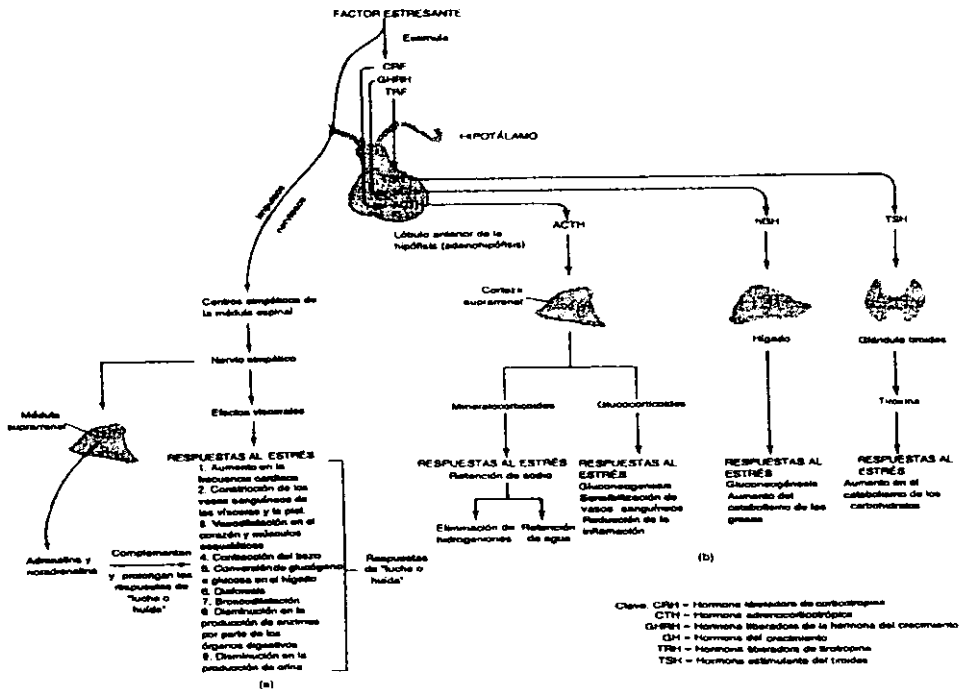 FACTOR ESTRESANTE
Estimula
CRF
GHRH
TRF
HIPOTÁLAMO
Impulsos
nerviosos
Lóbulo anterior de la
hipófisis (adenohipófisis)
ACTH
hGH
TSH
Corteza
suprarrenal
Hígado
Glándula tiroides
Centros simpáticos de
la médula espinal
Nervio simpático
Médula
suprarrenal
Efectos viscerales
Mineralocorticoides
Glucocorticoides
Tiroxina
RESPUESTAS AL ESTRÉS
1. Aumento en la
frecuencia cardiaca
2. Constricción de los
vasos sanguíneos de
las vísceras y la piel.
3. Vasodilatación en el
corazón y músculos
esqueléticos
4. Contracción del bazo
5. Conversión de glucógeno
a glucosa en el hígado
6. Diaforesis
7. Broncodilatación
8. Disminución en la
producción de enzimas
por parte de los
órganos digestivos
9. Disminución en la
producción de orina
Adrenalina y
noradrenalina
Complementan
y prolongan las
respuestas de
"lucha o
huida"
Respuestas
de "lucha o
huida"
(a)
RESPUESTAS AL ESTRÉS
Retención de sodio
Eliminación de
hidrogeniones
Retención
de agua
RESPUESTAS AL
ESTRÉS
Gluconeogenesis
Sensibilización de
vasos sanguíneos
Reducción de la
inflamación
RESPUESTAS AL
ESTRÉS
Gluconeogénesis
Aumento del
catabolismo de las
grasas
RESPUESTAS AL
ESTRÉS
Aumento en el
catabolismo de los
carbohidratos
(b)
Clave. CRH = Hormona liberadora de corticotropina
CTH = Hormona adrenocorticotrópica
GHRH = Hormona liberadora de la hormona del crecimiento
GH = Hormona del crecimiento
TRH = Hormona liberadora de tirotropina
TSH = Hormona estimulante del tiroides